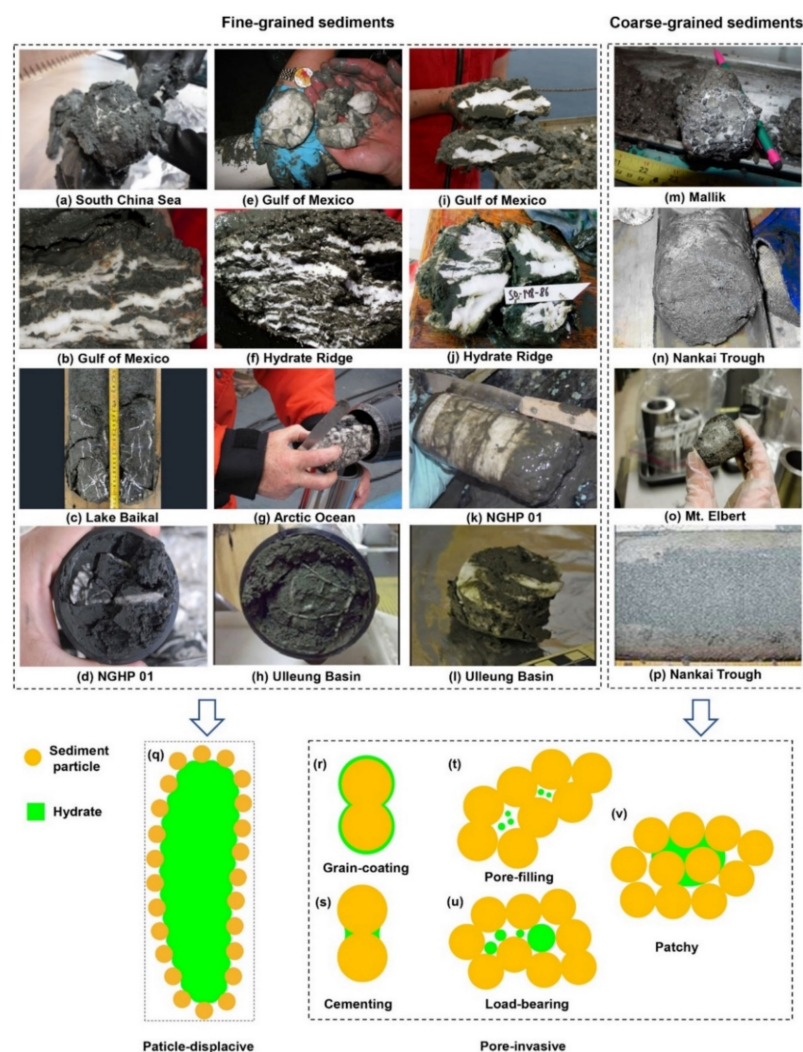 Fine-grained sediments
Coarse-grained sediments
(a) South China Sea
(e) Gulf of Mexico
(i) Gulf of Mexico
(m) Mallik
(b) Gulf of Mexico
(f) Hydrate Ridge
(j) Hydrate Ridge
(n) Nankai Trough
(c) Lake Baikal
(g) Arctic Ocean
(k) NGHP 01
(o) Mt. Elbert
(d) NGHP 01
(h) Ulleung Basin
(l) Ulleung Basin
(p) Nankai Trough
Sediment
particle
Hydrate
(q)
(r)
Grain-coating
(s)
Cementing
(t)
Pore-filling
(u)
Load-bearing
(v)
Patchy
Paticle-displacive
Pore-invasive